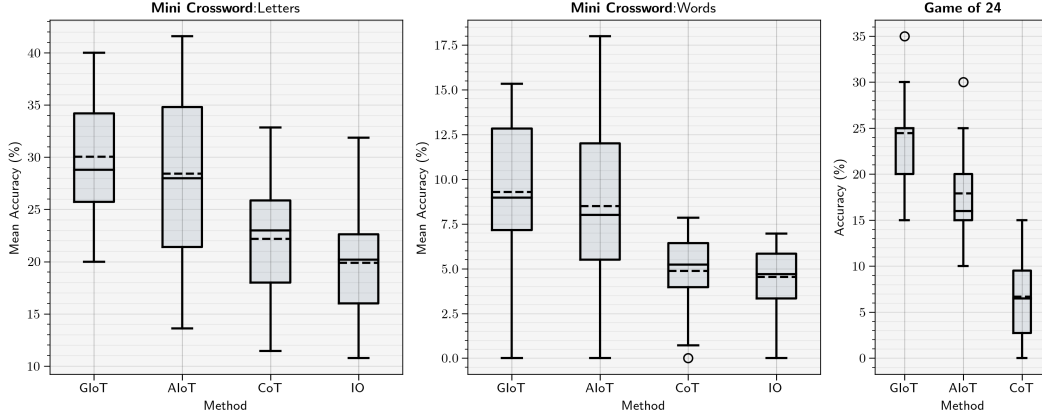 Mini Crossword:Letters
Mean Accuracy (%)
40
35
30
25
20
15
10
GIoT AIoT CoT IO
Method
Mini Crossword:Words
Mean Accuracy (%)
17.5
15.0
12.5
10.0
7.5
5.0
2.5
0.0
GIoT AIoT CoT IO
Method
Game of 24
Accuracy (%)
35
30
25
20
15
10
5
0
GIoT AIoT CoT
Method